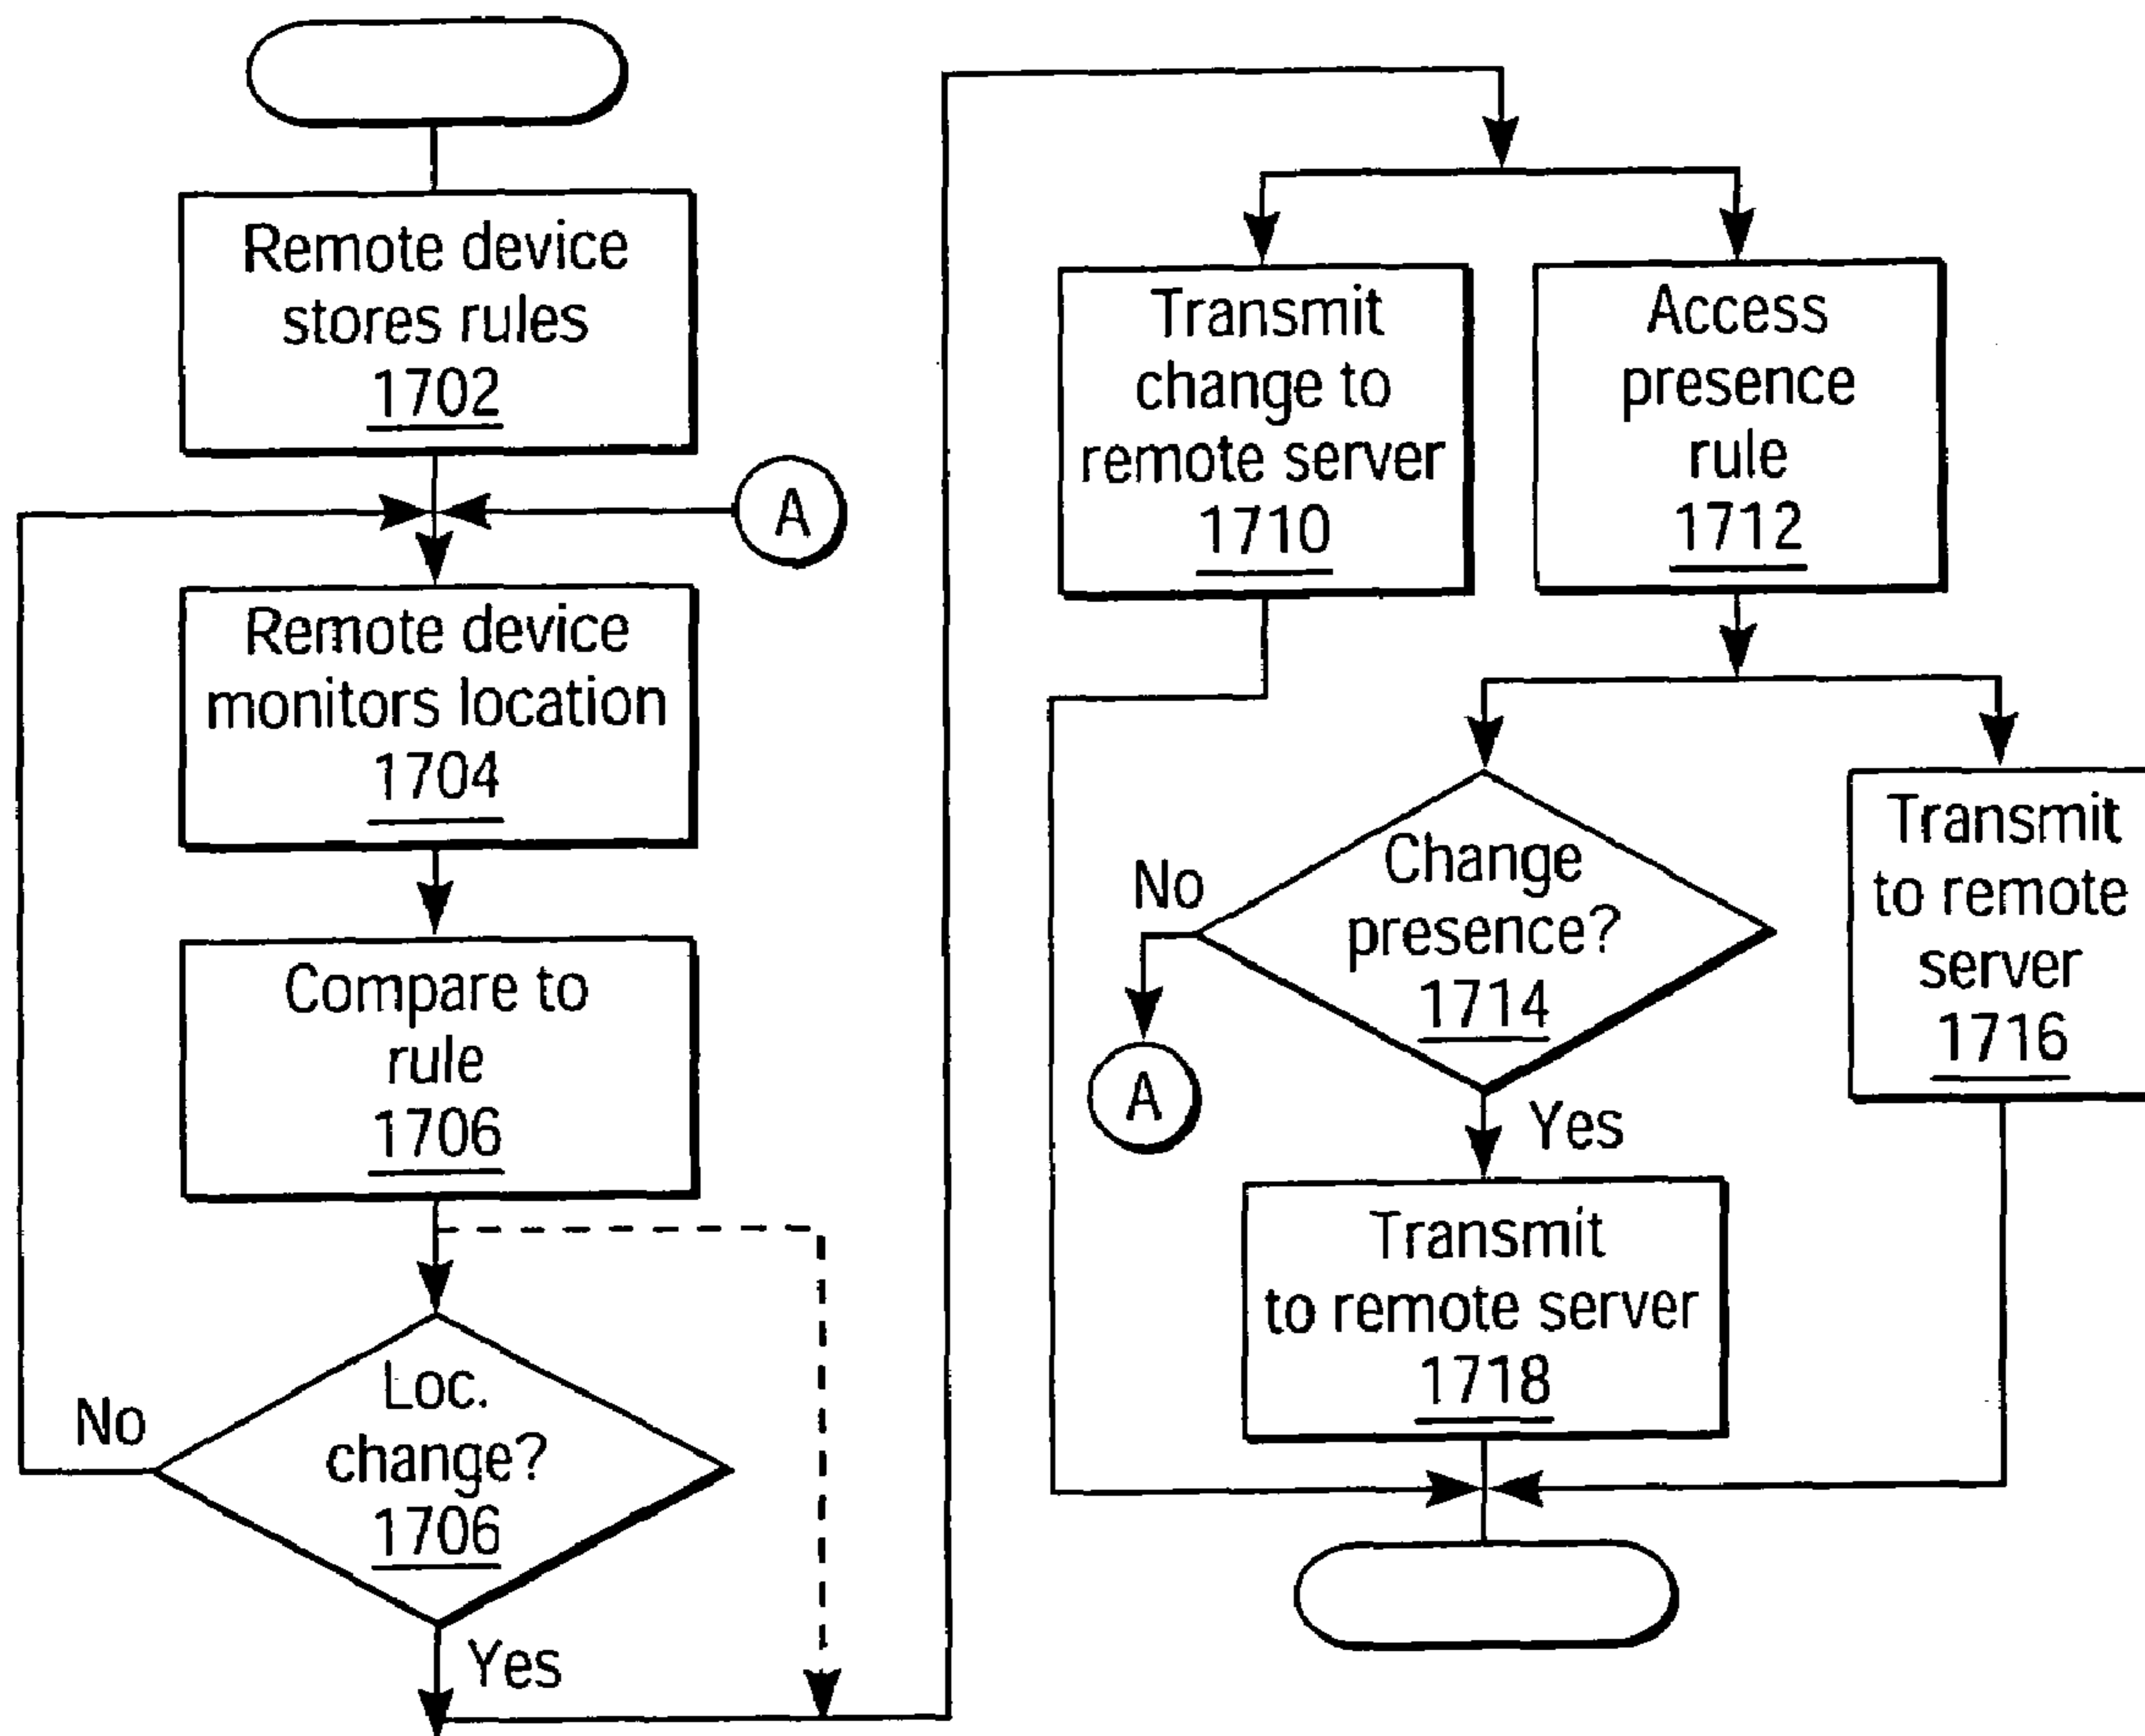 Remote device
stores rules
1702
A
Remote device
monitors location
1704
Compare to
rule
1706
Loc.
change?
1706
No
Yes
Transmit
change to
remote server
1710
Access
presence
rule
1712
Change
presence?
1714
No
A
Yes
Transmit
to remote
server
1716
Transmit
to remote server
1718